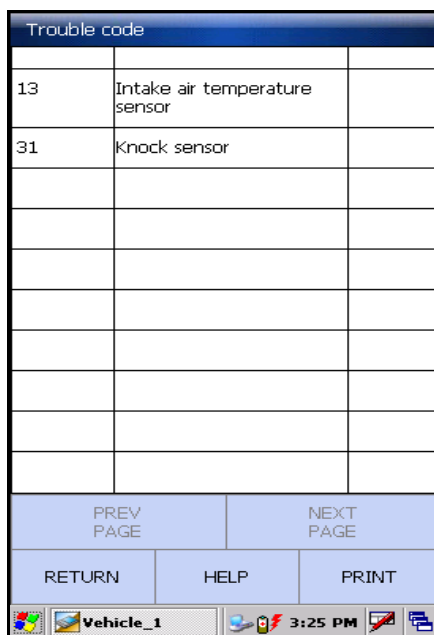 Trouble code
13 Intake air temperature
sensor
31 Knock sensor
PREV
PAGE
NEXT
PAGE
RETURN HELP PRINT
Vehicle_1 3:25 PM